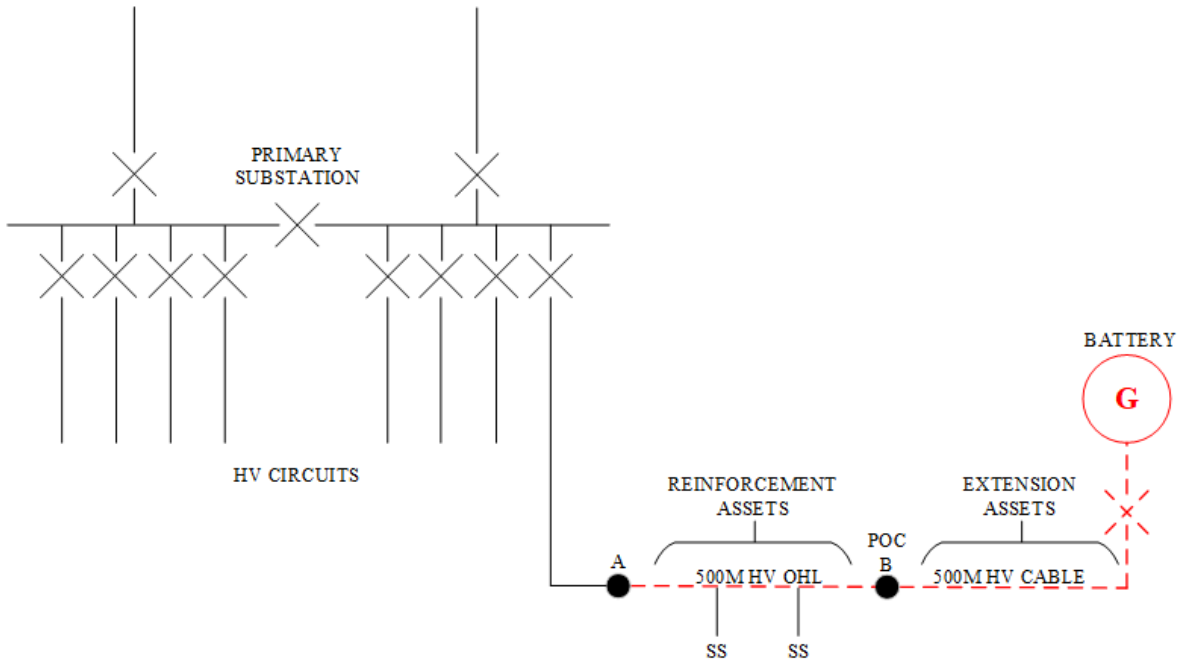 PRIMARY
SUBSTATION
BATTERY
G
HV CIRCUITS
REINFORCEMENT
ASSETS
EXTENSION
ASSETS
A
POC
B
500M HV OHL
500M HV CABLE
SS
SS